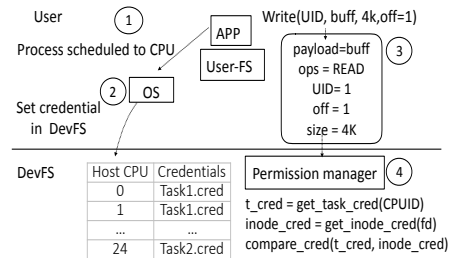 User
1
APP
User-FS
Write(UID, buff, 4k,off=1)
Process scheduled to CPU
2
OS
Set credential
in DevFS
3
payload=buff
ops = READ
UID= 1
off = 1
size = 4K
DevFS
Host CPU Credentials
0 Task1.cred
1 Task1.cred
... ...
24 Task2.cred
Permission manager
4
t_cred = get_task_cred(CPUID)
inode_cred = get_inode_cred(fd)
compare_cred(t_cred, inode_cred)